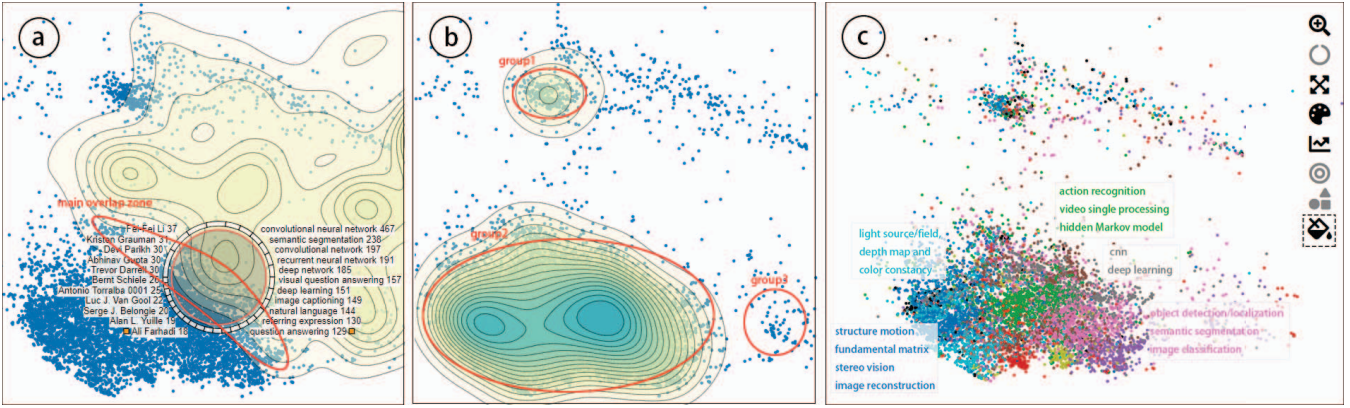 a
main overlap zone
Fei-Fei Li 37
Kristen Grauman 31
Devi Parikh 30
Abhinav Gupta 30
Trevor Darrell 30
Bernt Schiele 26
Antonio Torralba 0001 25
Luc J. Van Gool 22
Serge J. Belongie 20
Alan L. Yuille 19
Ali Farhadi 18
convolutional neural network 467
semantic segmentation 238
convolutional network 197
recurrent neural network 191
deep network 185
visual question answering 157
deep learning 151
image captioning 149
natural language 144
referring expression 130
question answering 129
b
group1
group2
group3
c
action recognition
video single processing
hidden Markov model
light source/field,
depth map and
color constancy
cnn
deep learning
object detection/localization
semantic segmentation
image classification
structure motion
fundamental matrix
stereo vision
image reconstruction